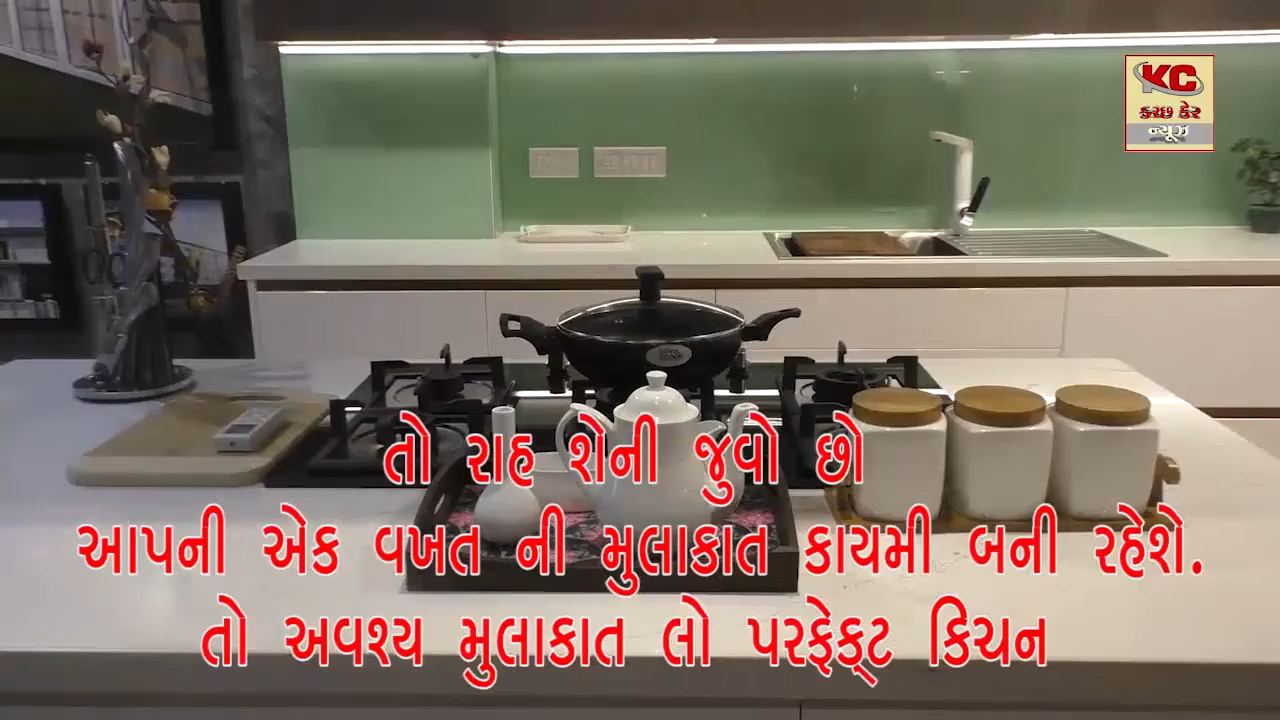 KC
કચ્છ કેર
ન્યૂઝ
તો રાહ શેની જુવો છો
આપની એક વખત ની મુલાકાત કાયમી બની રહેશે.
તો અવશ્ય મુલાકાત લો પરફેક્ટ કિચન